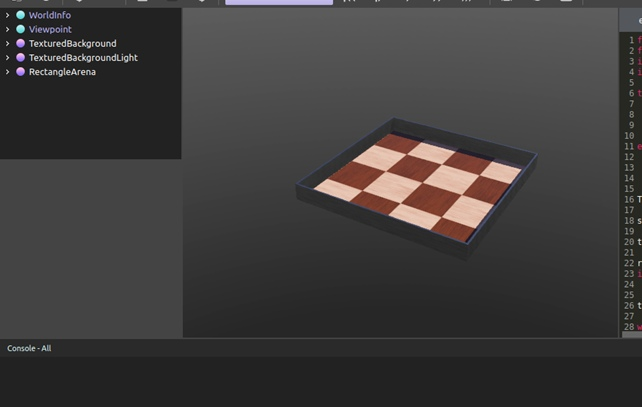 WorldInfo
Viewpoint
TexturedBackground
TexturedBackgroundLight
RectangleArena
1 f
2 f
3 i
4 i
5
6 t
7
8
9
10
11 e
12
13
14
15
16 T
17
18 s
19
20 t
21
22 r
23 i
24
25
26 t
27
28 w
Console - All